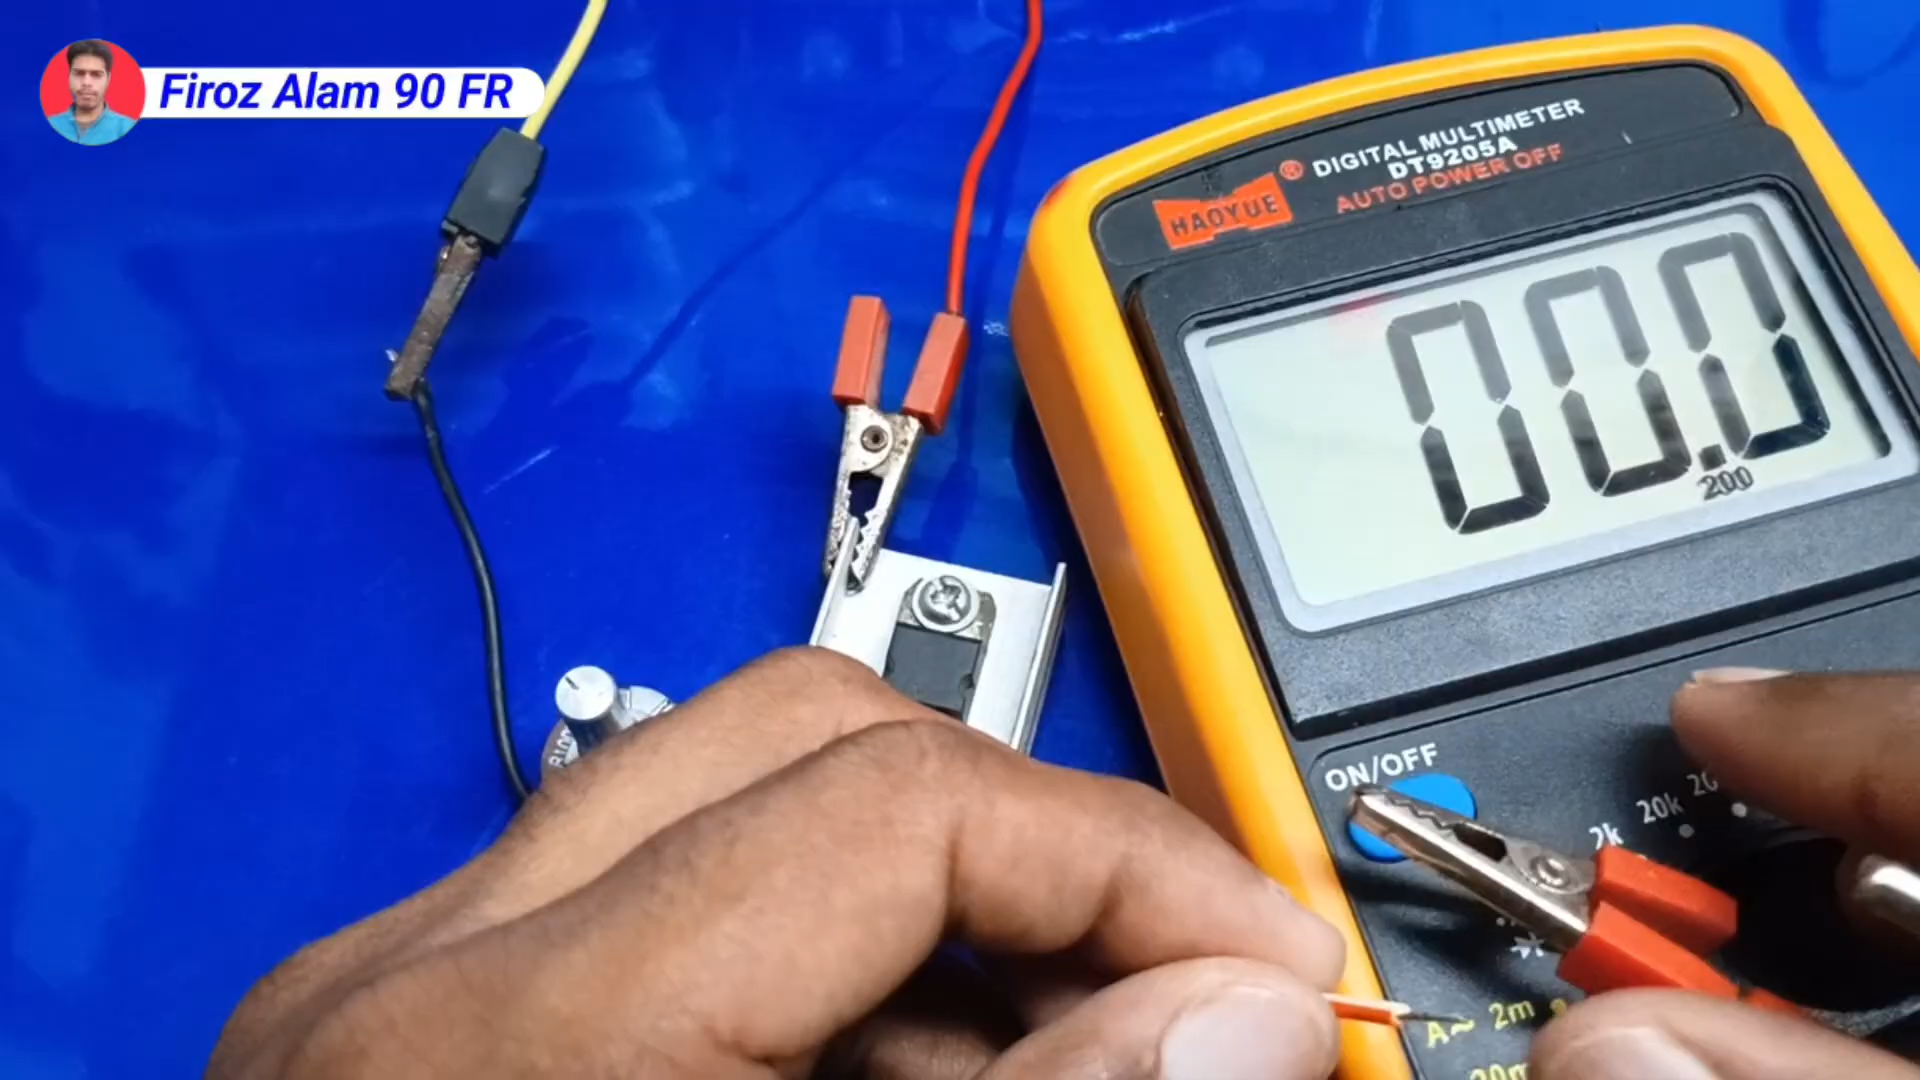 Firoz Alam 90 FR
HAOYUE®
DIGITAL MULTIMETER
DT9205A
AUTO POWER OFF
00.0
200
ON/OFF
2k 20k
A~ 2m
20m